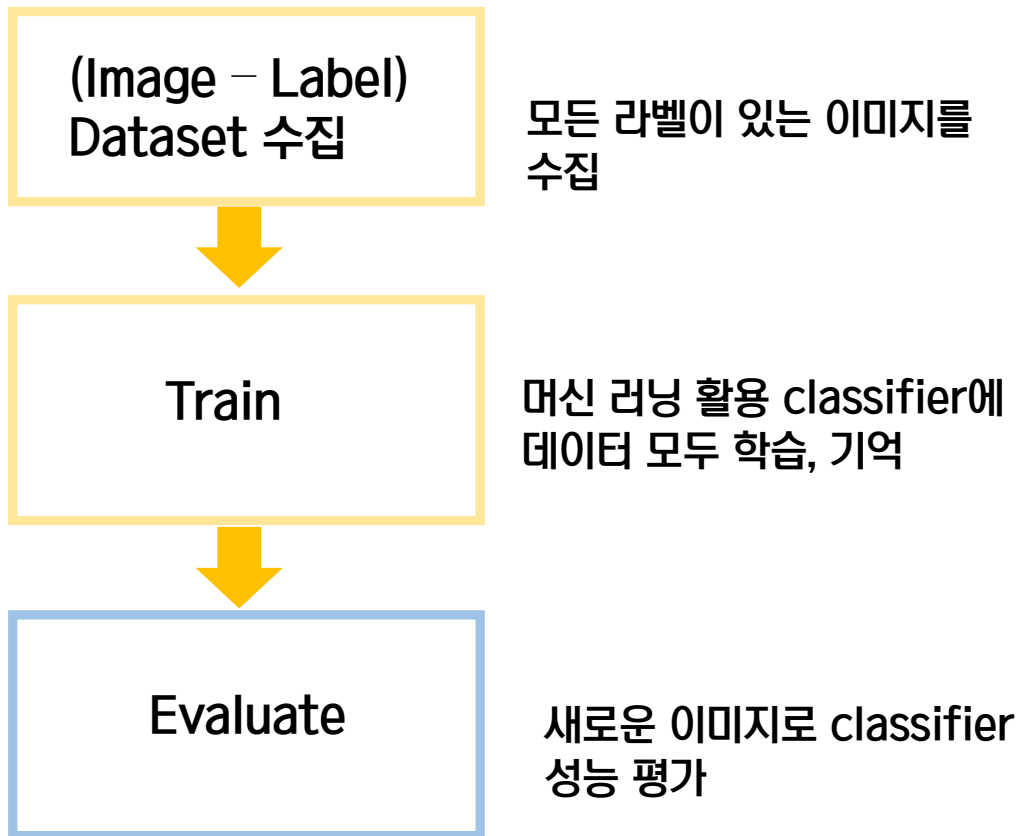 (Image – Label)
Dataset 수집
모든 라벨이 있는 이미지를
수집
Train
머신 러닝 활용 classifier에
데이터 모두 학습, 기억
Evaluate
새로운 이미지로 classifier
성능 평가